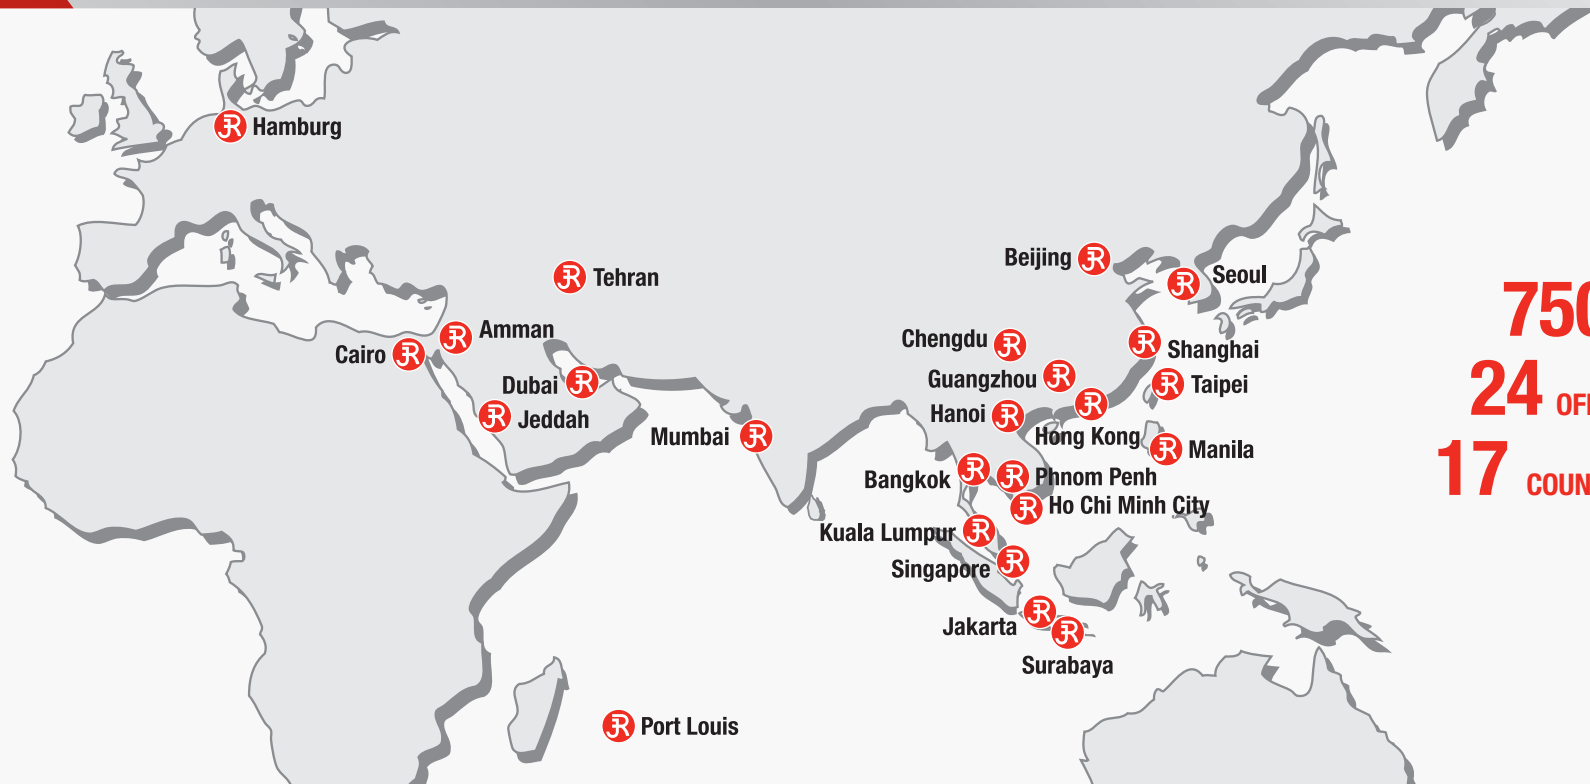 Hamburg
Beijing
Seoul
Tehran
750
Amman
Chengdu
Cairo
Shanghai
Guangzhou
Dubai
Taipei
24
Hanoi
Jeddah
Hong Kong
Mumbai
Manila
17
Bangkok
Phnom Penh
Ho Chi Minh City
Kuala Lumpur
Singapore
Jakarta
Surabaya
Port Louis